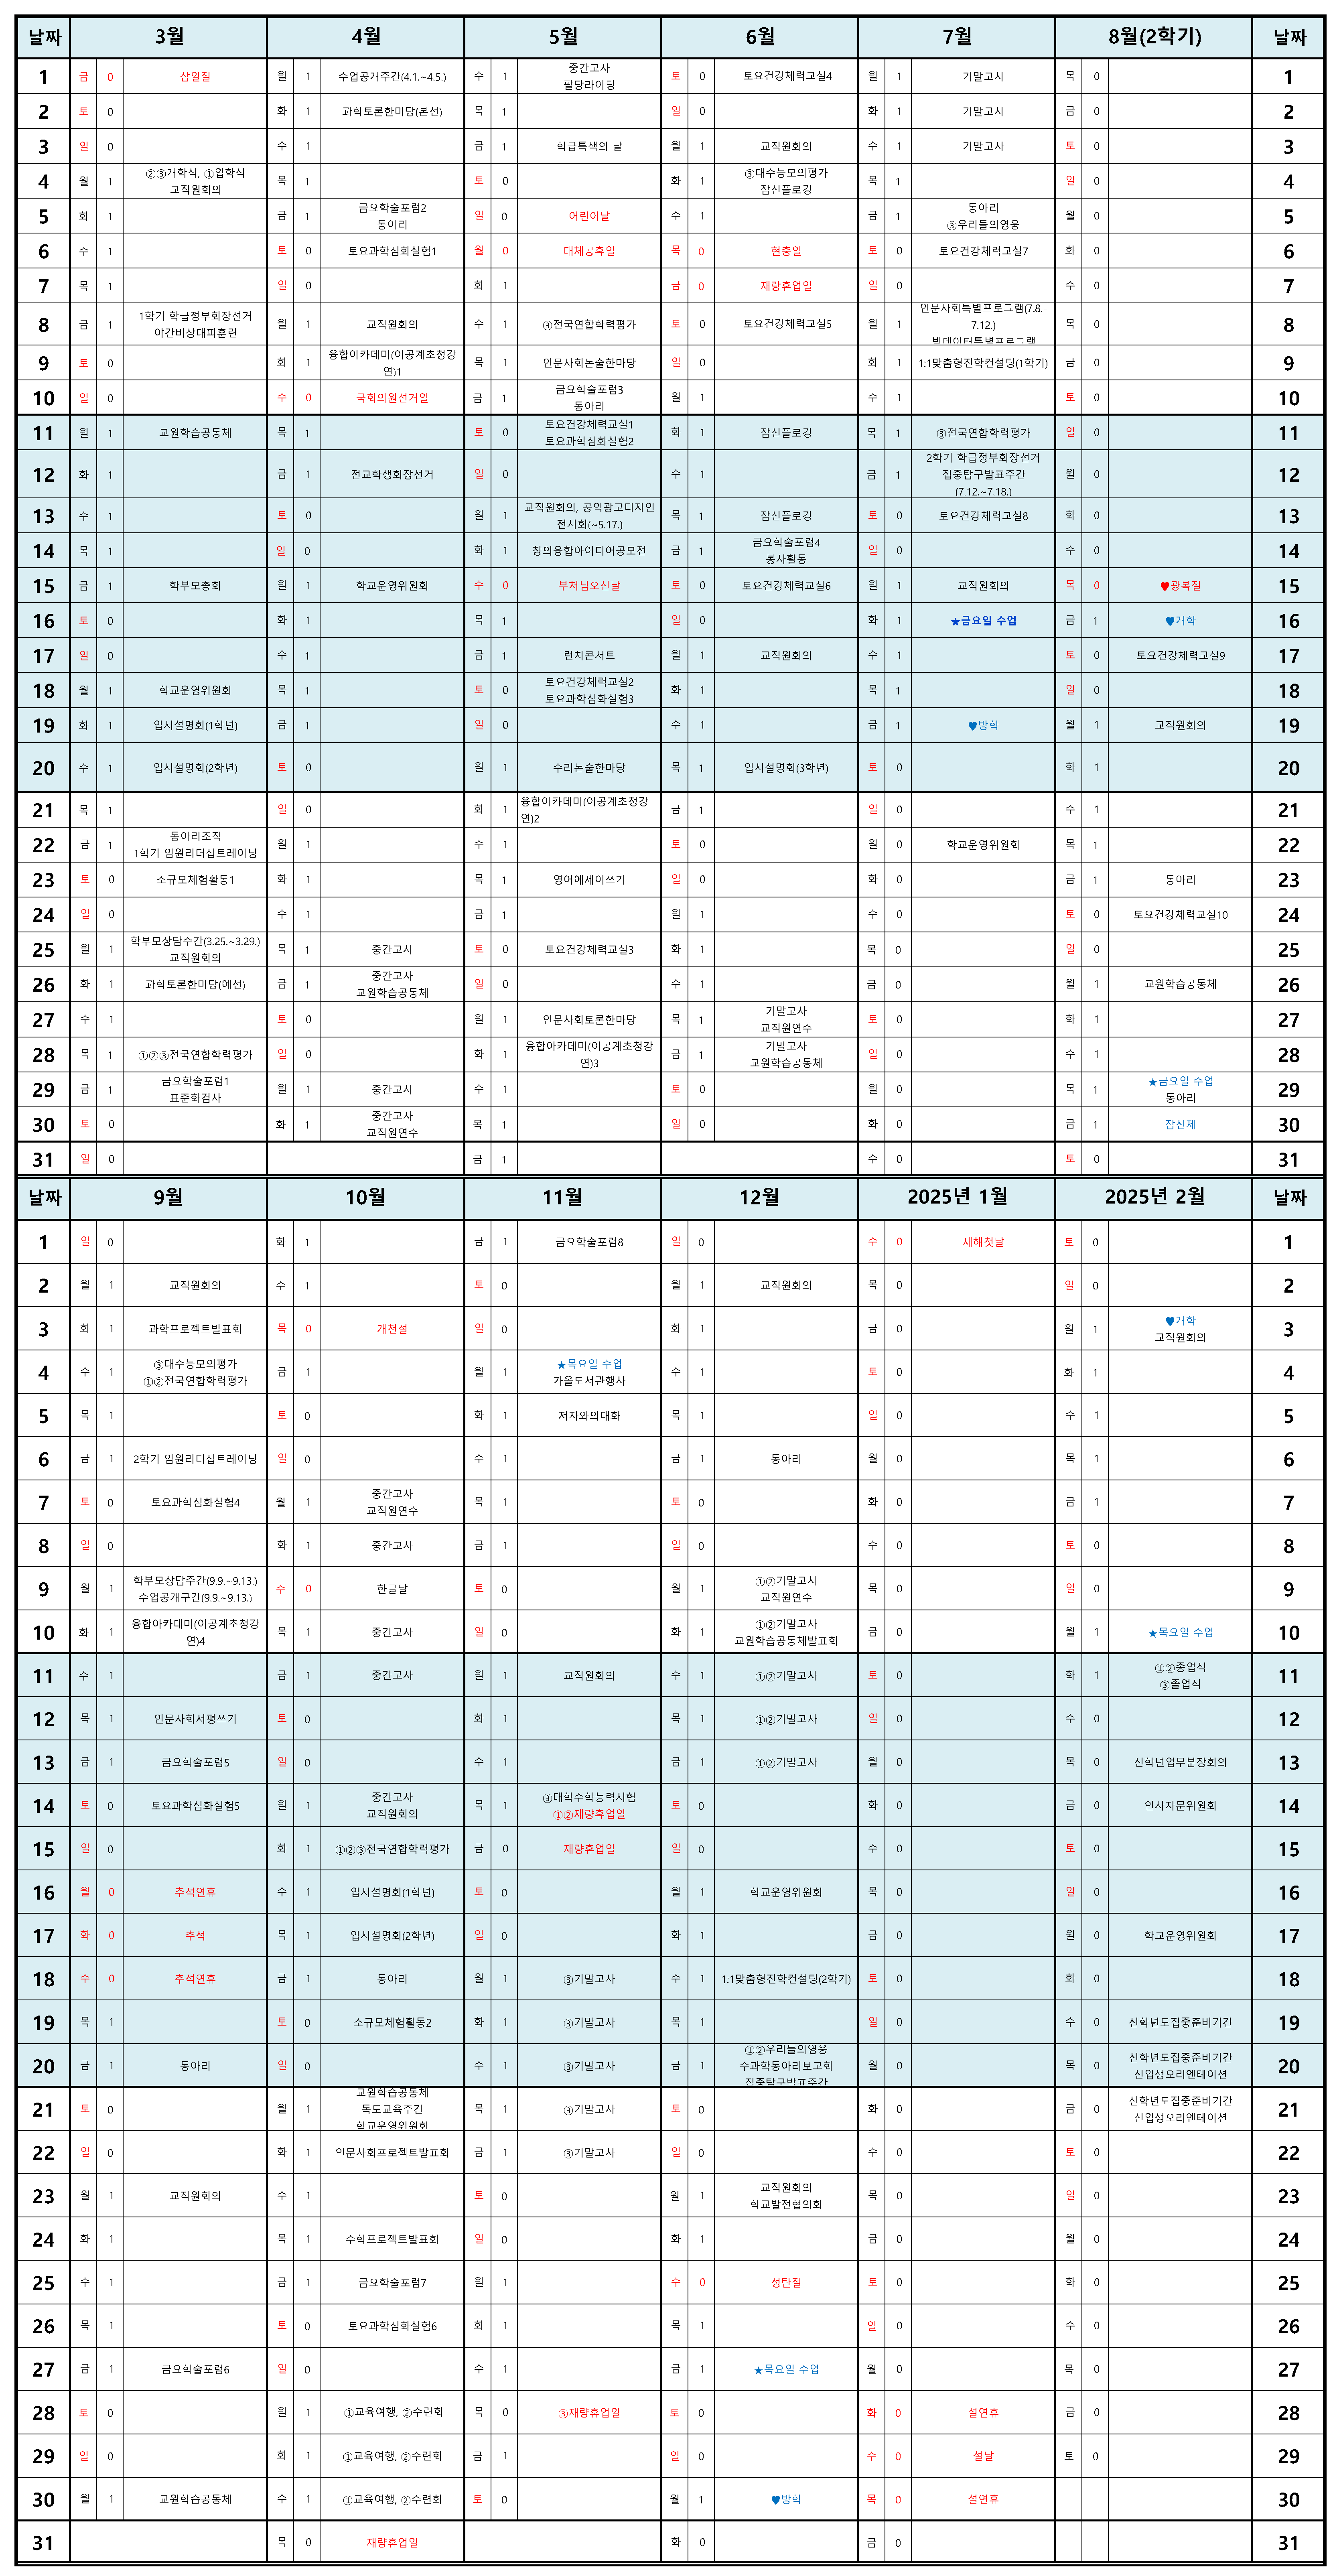 날짜 3월 4월 5월 6월 7월 8월(2학기) 날짜
1 금 0 삼일절 월 1 수업공개주간(4.1.~4.5.) 수 1 중간고사 팔당라이딩 토 0 토요건강체력교실4 월 1 기말고사 목 0 1
2 토 0 화 1 과학토론한마당(본선) 목 1 일 0 화 1 기말고사 금 0 2
3 일 0 수 1 금 1 학급특색의 날 월 1 교직원회의 수 1 기말고사 토 0 3
4 월 1 ②③개학식, ①입학식 교직원회의 목 1 토 0 화 1 ③대수능모의평가 잠신플로깅 목 1 일 0 4
5 화 1 금 1 금요학술포럼2 동아리 일 0 어린이날 수 1 금 1 동아리 ③우리들의영웅 월 0 5
6 수 1 토 0 토요과학심화실험1 월 0 대체공휴일 목 0 현충일 토 0 토요건강체력교실7 화 0 6
7 목 1 일 0 화 1 금 0 재량휴업일 일 0 수 0 7
8 금 1 1학기 학급정부회장선거 야간비상대피훈련 월 1 교직원회의 수 1 ③전국연합학력평가 토 0 토요건강체력교실5 월 1 인문사회특별프로그램(7.8.-7.12.) 빅데이터특별프로그램 목 0 8
9 토 0 화 1 융합아카데미(이공계초청강연)1 목 1 인문사회논술한마당 일 0 화 1 1:1맞춤형진학컨설팅(1학기) 금 0 9
10 일 0 수 0 국회의원선거일 금 1 금요학술포럼3 동아리 월 1 수 1 토 0 10
11 월 1 교원학습공동체 목 1 토 0 토요건강체력교실1 토요과학심화실험2 화 1 잠신플로깅 목 1 ③전국연합학력평가 일 0 11
12 화 1 금 1 전교학생회장선거 일 0 수 1 금 1 2학기 학급정부회장선거 집중탐구발표주간 (7.12.~7.18.) 월 0 12
13 수 1 토 0 월 1 교직원회의, 공익광고디자인전시회(~5.17.) 목 1 잠신플로깅 토 0 토요건강체력교실8 화 0 13
14 목 1 일 0 화 1 창의융합아이디어공모전 금 1 금요학술포럼4 봉사활동 일 0 수 0 14
15 금 1 학부모총회 월 1 학교운영위원회 수 0 부처님오신날 토 0 토요건강체력교실6 월 1 교직원회의 목 0 ♥광복절 15
16 토 0 화 1 목 1 일 0 화 1 ★금요일 수업 금 1 ♥개학 16
17 일 0 수 1 금 1 런치콘서트 월 1 교직원회의 수 1 토 0 토요건강체력교실9 17
18 월 1 학교운영위원회 목 1 토 0 토요건강체력교실2 토요과학심화실험3 화 1 목 1 일 0 18
19 화 1 입시설명회(1학년) 금 1 일 0 수 1 금 1 ♥방학 월 1 교직원회의 19
20 수 1 입시설명회(2학년) 토 0 월 1 수리논술한마당 목 1 입시설명회(3학년) 토 0 화 1 20
21 목 1 일 0 화 1 융합아카데미(이공계초청강연)2 금 1 일 0 수 1 21
22 금 1 동아리조직 1학기 임원리더십트레이닝 월 1 수 1 토 0 월 0 학교운영위원회 목 1 22
23 토 0 소규모체험활동1 화 1 목 1 영어에세이쓰기 일 0 화 0 금 1 동아리 23
24 일 0 수 1 금 1 월 1 수 0 토 0 토요건강체력교실10 24
25 월 1 학부모상담주간(3.25.~3.29.) 교직원회의 목 1 중간고사 토 0 토요건강체력교실3 화 1 목 0 일 0 25
26 화 1 과학토론한마당(예선) 금 1 중간고사 교원학습공동체 일 0 수 1 금 0 월 1 교원학습공동체 26
27 수 1 토 0 월 1 인문사회토론한마당 목 1 기말고사 교직원연수 토 0 화 1 27
28 목 1 ①②③전국연합학력평가 일 0 화 1 융합아카데미(이공계초청강연)3 금 1 기말고사 교원학습공동체 일 0 수 1 28
29 금 1 금요학술포럼1 표준화검사 월 1 중간고사 수 1 토 0 월 0 목 1 ★금요일 수업 동아리 29
30 토 0 화 1 중간고사 교직원연수 목 1 일 0 화 0 금 1 잠신제 30
31 일 0 금 1 수 0 토 0 31
날짜 9월 10월 11월 12월 2025년 1월 2025년 2월 날짜
1 일 0 화 1 금 1 금요학술포럼8 일 0 수 0 새해첫날 토 0 1
2 월 1 교직원회의 수 1 토 0 월 1 교직원회의 목 0 일 0 2
3 화 1 과학프로젝트발표회 목 0 개천절 일 0 화 1 금 0 월 1 ♥개학 교직원회의 3
4 수 1 ③대수능모의평가 ①②전국연합학력평가 금 1 월 1 ★목요일 수업 가을도서관행사 수 1 토 0 화 1 4
5 목 1 토 0 화 1 저자와의대화 목 1 일 0 수 1 5
6 금 1 2학기 임원리더십트레이닝 일 0 수 1 금 1 동아리 월 0 목 1 6
7 토 0 토요과학심화실험4 월 1 중간고사 교직원연수 목 1 토 0 화 0 금 1 7
8 일 0 화 1 중간고사 금 1 일 0 수 0 토 0 8
9 월 1 학부모상담주간(9.9.~9.13.) 수업공개구간(9.9.~9.13.) 수 0 한글날 토 0 월 1 ①②기말고사 교직원연수 목 0 일 0 9
10 화 1 융합아카데미(이공계초청강연)4 목 1 중간고사 일 0 화 1 ①②기말고사 교원학습공동체발표회 금 0 월 1 ★목요일 수업 10
11 수 1 금 1 중간고사 월 1 교직원회의 수 1 ①②기말고사 토 0 화 1 ①②종업식 ③졸업식 11
12 목 1 인문사회서평쓰기 토 0 화 1 목 1 ①②기말고사 일 0 수 0 12
13 금 1 금요학술포럼5 일 0 수 1 금 1 ①②기말고사 월 0 목 0 신학년업무분장회의 13
14 토 0 토요과학심화실험5 월 1 중간고사 교직원회의 목 1 ③대학수학능력시험 ①②재량휴업일 토 0 화 0 금 0 인사자문위원회 14
15 일 0 화 1 ①②③전국연합학력평가 금 0 재량휴업일 일 0 수 0 토 0 15
16 월 0 추석연휴 수 1 입시설명회(1학년) 토 0 월 1 학교운영위원회 목 0 일 0 16
17 화 0 추석 목 1 입시설명회(2학년) 일 0 화 1 금 0 월 0 학교운영위원회 17
18 수 0 추석연휴 금 1 동아리 월 1 ③기말고사 수 1 1:1맞춤형진학컨설팅(2학기) 토 0 화 0 18
19 목 1 토 0 소규모체험활동2 화 1 ③기말고사 목 1 일 0 수 0 신학년도집중준비기간 19
20 금 1 동아리 일 0 수 1 ③기말고사 금 1 ①②우리들의영웅 수과학동아리보고회 집중탐구발표주간 월 0 목 0 신학년도집중준비기간 신입생오리엔테이션 20
21 토 0 월 1 교원학습공동체 독도교육주간 학교운영위원회 목 1 ③기말고사 토 0 화 0 금 0 신학년도집중준비기간 신입생오리엔테이션 21
22 일 0 화 1 인문사회프로젝트발표회 금 1 ③기말고사 일 0 수 0 토 0 22
23 월 1 교직원회의 수 1 토 0 월 1 교직원회의 학교발전협의회 목 0 일 0 23
24 화 1 목 1 수학프로젝트발표회 일 0 화 1 금 0 월 0 24
25 수 1 금 1 금요학술포럼7 월 1 수 0 성탄절 토 0 화 0 25
26 목 1 토 0 토요과학심화실험6 화 1 목 1 일 0 수 0 26
27 금 1 금요학술포럼6 일 0 수 1 금 1 ★목요일 수업 월 0 목 0 27
28 토 0 월 1 ①교육여행, ②수련회 목 0 ③재량휴업일 토 0 화 0 설연휴 금 0 28
29 일 0 화 1 ①교육여행, ②수련회 금 1 일 0 수 0 설날 토 0 29
30 월 1 교원학습공동체 수 1 ①교육여행, ②수련회 토 0 월 1 ♥방학 목 0 설연휴 30
31 목 0 재량휴업일 화 0 금 0 31